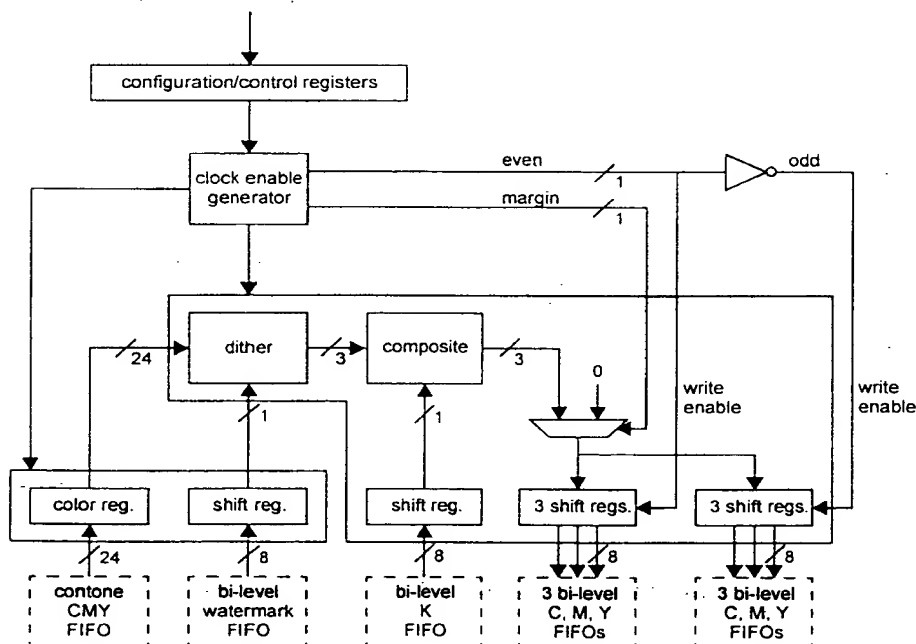 configuration/control registers
even
odd
1
clock enable
generator
margin
1
dither
composite
24
3
3
0
1
1
write
enable
write
enable
color reg.
shift reg.
shift reg.
3 shift regs.
3 shift regs.
24
8
8
8
8
contone
CMY
FIFO
bi-level
watermark
FIFO
bi-level
K
FIFO
3 bi-level
C, M, Y
FIFOs
3 bi-level
C, M, Y
FIFOs